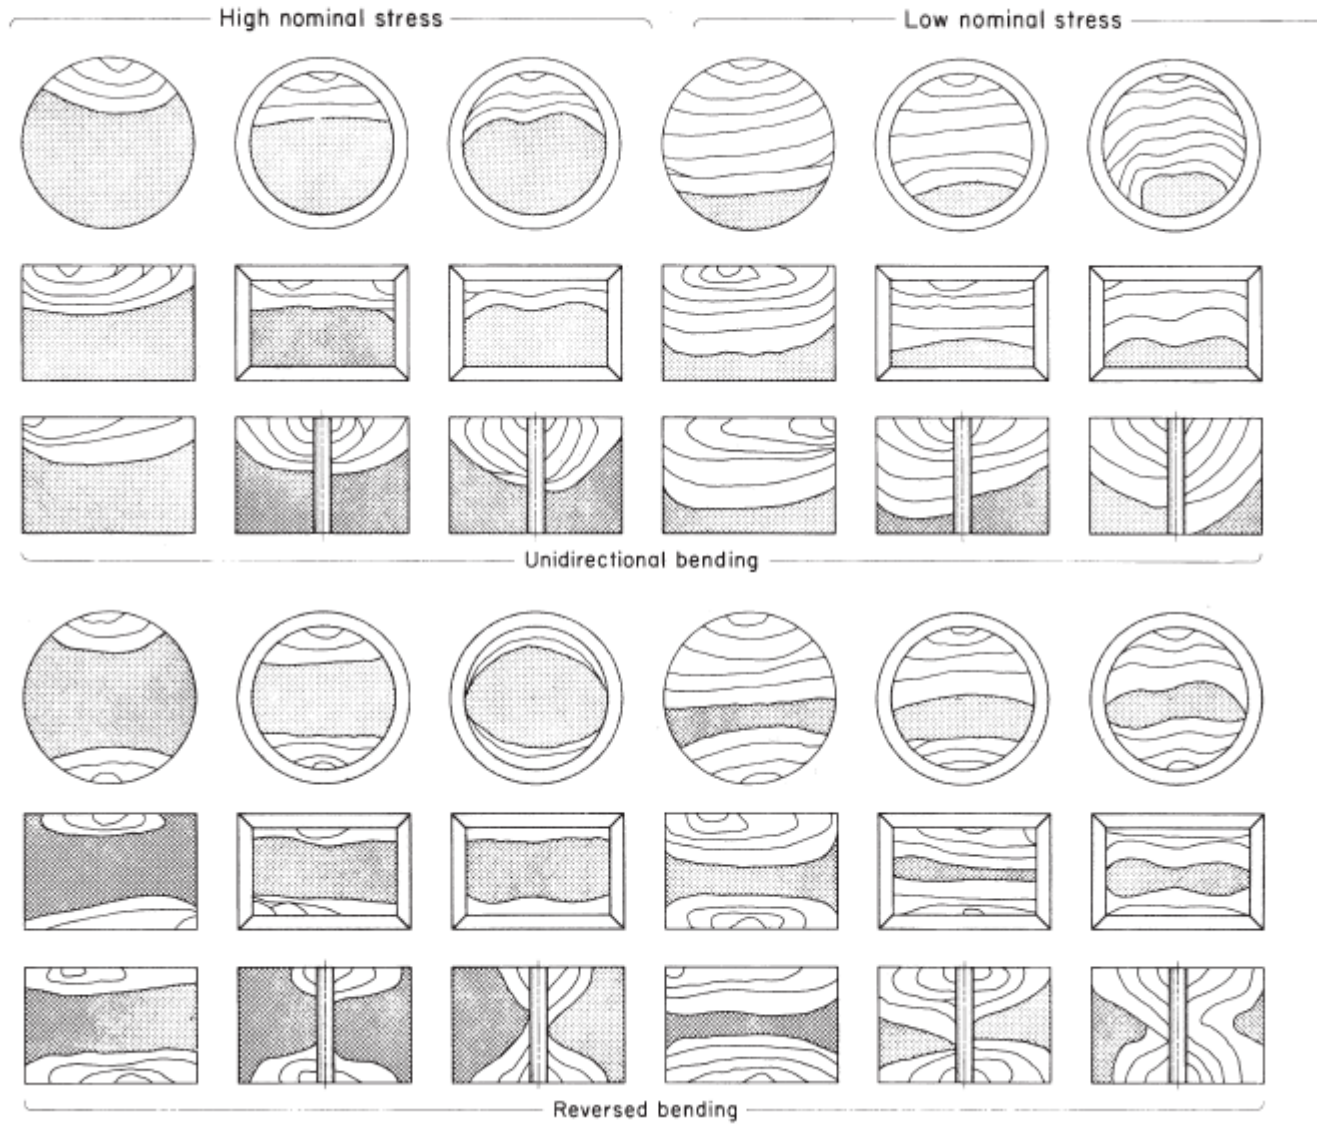 High nominal stress
Low nominal stress
Unidirectional bending
Reversed bending